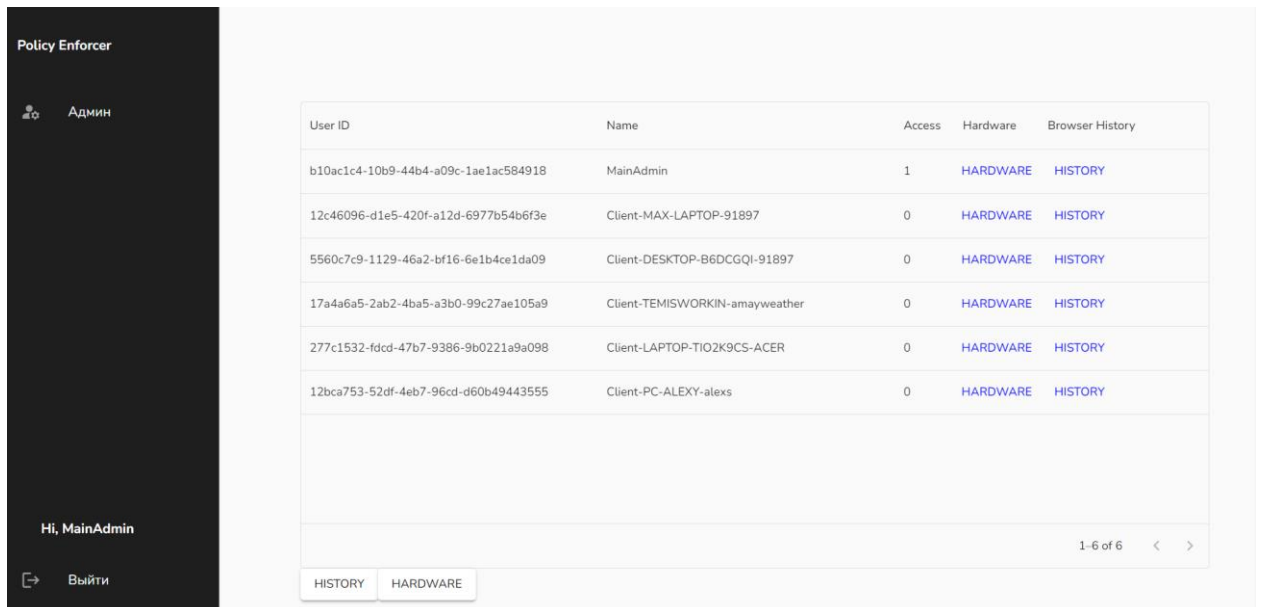 Policy Enforcer
Админ
User ID Name Access Hardware Browser History
b10ac1c4-10b9-44b4-a09c-1ae1ac584918 MainAdmin 1 HARDWARE HISTORY
12c46096-d1e5-420f-a12d-6977b54b6f3e Client-MAX-LAPTOP-91897 0 HARDWARE HISTORY
5560c7c9-1129-46a2-bf16-6e1b4ce1da09 Client-DESKTOP-B6DCGQI-91897 0 HARDWARE HISTORY
17a4a6a5-2ab2-4ba5-a3b0-99c27ae105a9 Client-TEMISWORKIN-amayweather 0 HARDWARE HISTORY
277c1532-fdcd-47b7-9386-9b0221a9a098 Client-LAPTOP-TIO2K9CS-ACER 0 HARDWARE HISTORY
12bca753-52df-4eb7-96cd-d60b49443555 Client-PC-ALEXY-alexs 0 HARDWARE HISTORY
1–6 of 6
HISTORY HARDWARE
Hi, MainAdmin
Выйти